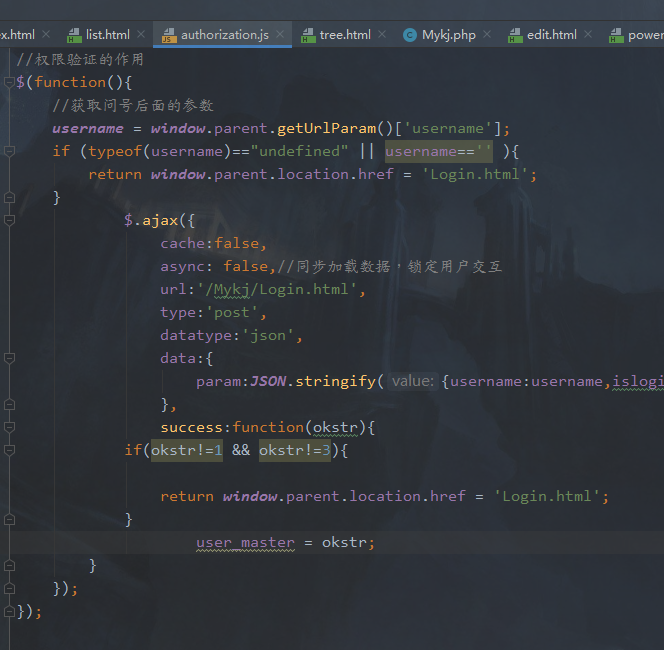 ex.html × list.html × authorization.js × tree.html × Mykj.php × edit.html × power
//权限验证的作用
$(function(){
//获取问号后面的参数
username = window.parent.getUrlParam()['username'];
if (typeof(username)=="undefined" || username=='' ){
return window.parent.location.href = 'Login.html';
}
$.ajax({
cache:false,
async: false,//同步加载数据，锁定用户交互
url:'/Mykj/Login.html',
type:'post',
datatype:'json',
data:{
param:JSON.stringify( value: {username:username,islogi
},
success:function(okstr){
if(okstr!=1 && okstr!=3){
return window.parent.location.href = 'Login.html';
}
user_master = okstr;
}
});
});